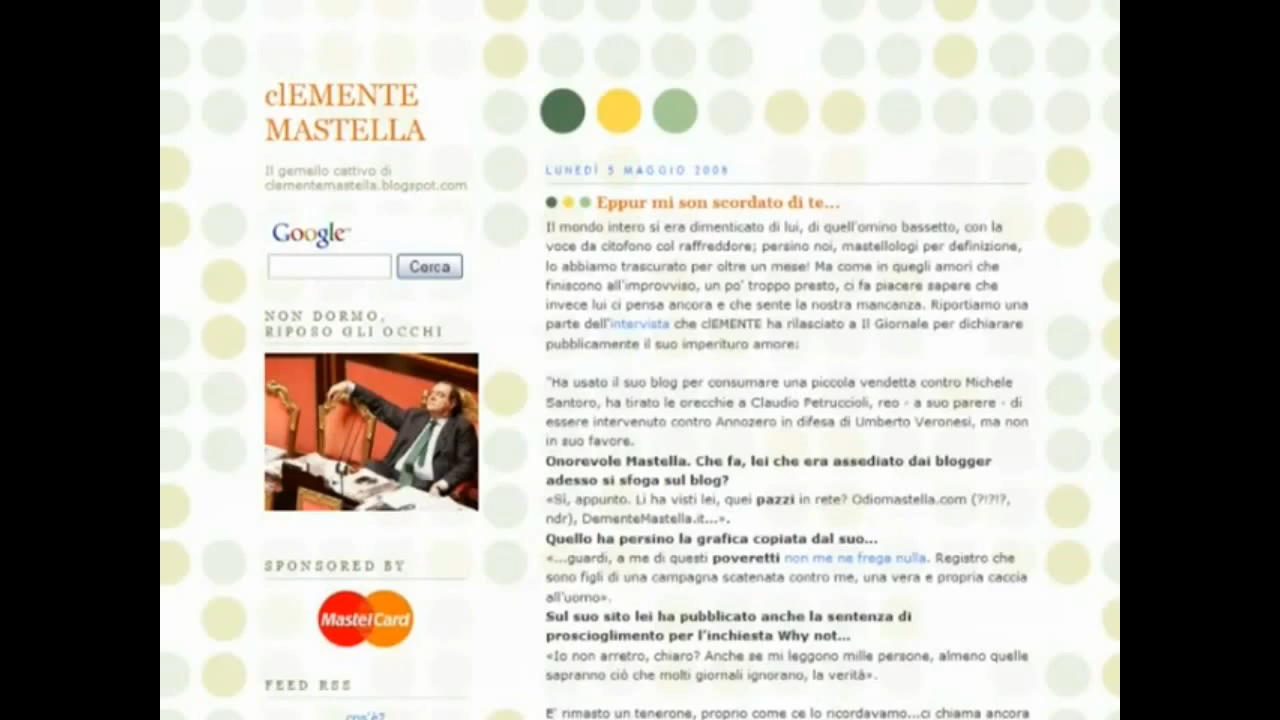 clEMENTE
MASTELLA
Il gemello cattivo di
clementemastella.blogspot.com
Google
Cerca
NON DORMO,
RIPOSO GLI OCCHI
SPONSORED BY
MastelCard
FEED RSS
cos'è?
LUNEDÌ 5 MAGGIO 2008
Eppur mi son scordato di te...
Il mondo intero si era dimenticato di lui, di quell'omino bassetto, con la
voce da citofono col raffreddore; persino noi, mastellologi per definizione,
lo abbiamo trascurato per oltre un mese! Ma come in quegli amori che
finiscono all'improvviso, un po' troppo presto, ci fa piacere sapere che
invece lui ci pensa ancora e che sente la nostra mancanza. Riportiamo una
parte dell'intervista che clEMENTE ha rilasciato a Il Giornale per dichiarare
pubblicamente il suo imperituro amore:
"Ha usato il suo blog per consumare una piccola vendetta contro Michele
Santoro, ha tirato le orecchie a Claudio Petruccioli, reo - a suo parere - di
essere intervenuto contro Annozero in difesa di Umberto Veronesi, ma non
in suo favore.
Onorevole Mastella. Che fa, lei che era assediato dai blogger
adesso si sfoga sul blog?
«Sì, appunto. Li ha visti lei, quei pazzi in rete? Odiomastella.com (?!?!?,
ndr), DementeMastella.it...».
Quello ha persino la grafica copiata dal suo...
«...guardi, a me di questi poveretti non me ne frega nulla. Registro che
sono figli di una campagna scatenata contro me, una vera e propria caccia
all'uomo».
Sul suo sito lei ha pubblicato anche la sentenza di
proscioglimento per l'inchiesta Why not...
«Io non arretro, chiaro? Anche se mi leggono mille persone, almeno quelle
sapranno ciò che molti giornali ignorano, la verità».
E' rimasto un tenerone, proprio come ce lo ricordavamo...ci chiama ancora